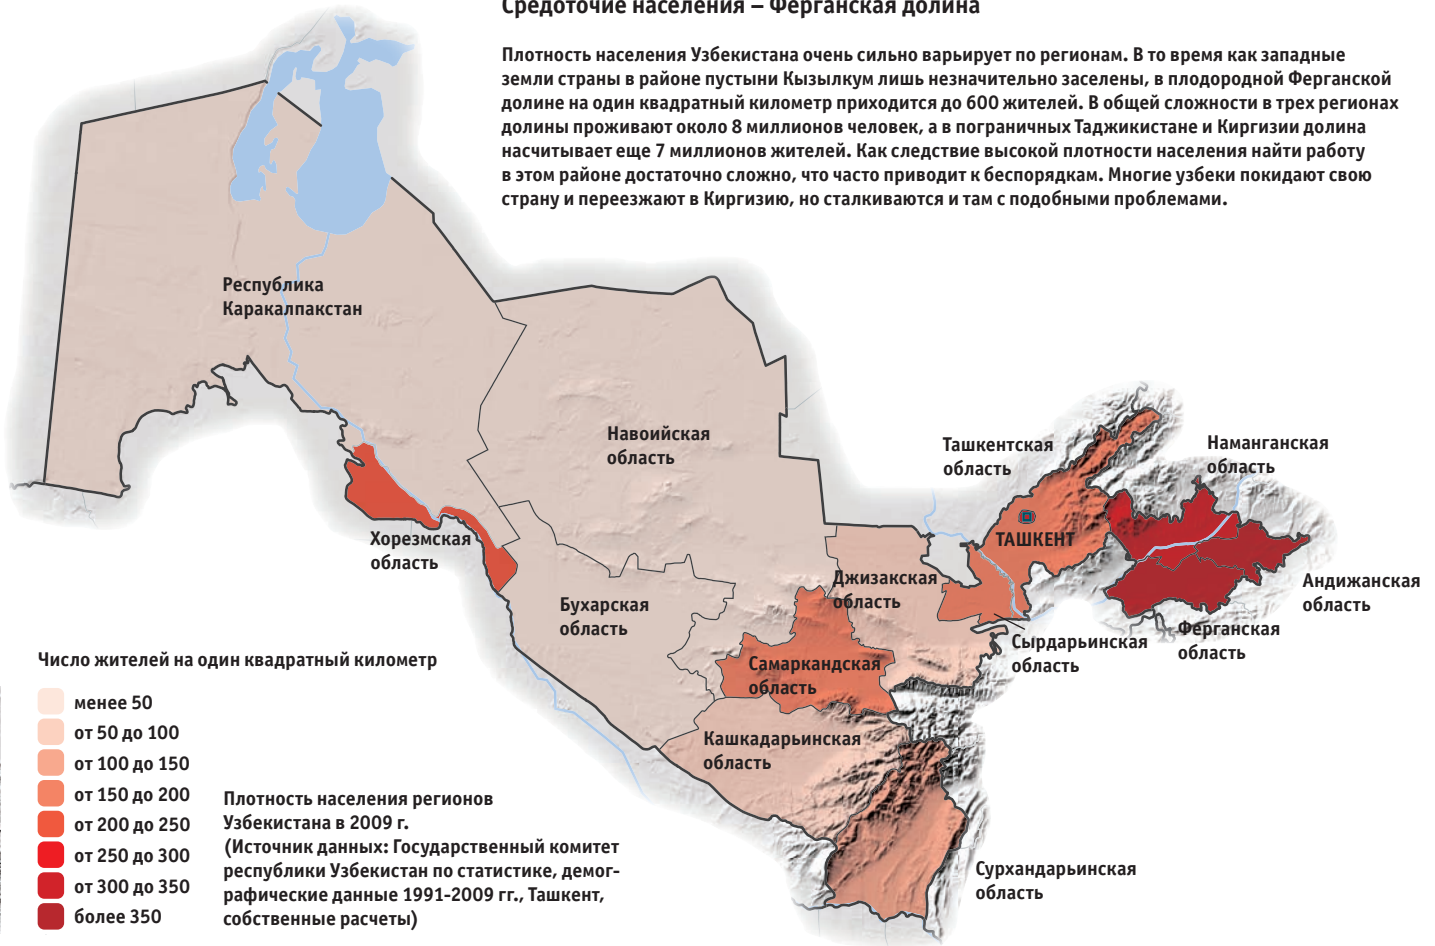 Средоточие населения – Ферганская долина
Плотность населения Узбекистана очень сильно варьирует по регионам. В то время как западные
земли страны в районе пустыни Кызылкум лишь незначительно заселены, в плодородной Ферганской
долине на один квадратный километр приходится до 600 жителей. В общей сложности в трех регионах
долины проживают около 8 миллионов человек, а в пограничных Таджикистане и Киргизии долина
насчитывает еще 7 миллионов жителей. Как следствие высокой плотности населения найти работу
в этом районе достаточно сложно, что часто приводит к беспорядкам. Многие узбеки покидают свою
страну и переезжают в Киргизию, но сталкиваются и там с подобными проблемами.
Республика
Каракалпакстан
Навоийская
область
Ташкентская
область
Наманганская
область
ТАШКЕНТ
Хорезмская
область
Джизакская
область
Андижанская
область
Бухарская
область
Сырдарьинская
область
Ферганская
область
Самаркандская
область
Кашкадарьинская
область
Сурхандарьинская
область
Число жителей на один квадратный километр
менее 50
от 50 до 100
от 100 до 150
от 150 до 200
от 200 до 250
от 250 до 300
от 300 до 350
более 350
Плотность населения регионов
Узбекистана в 2009 г.
(Источник данных: Государственный комитет
республики Узбекистан по статистике, демог-
рафические данные 1991-2009 гг., Ташкент,
собственные расчеты)